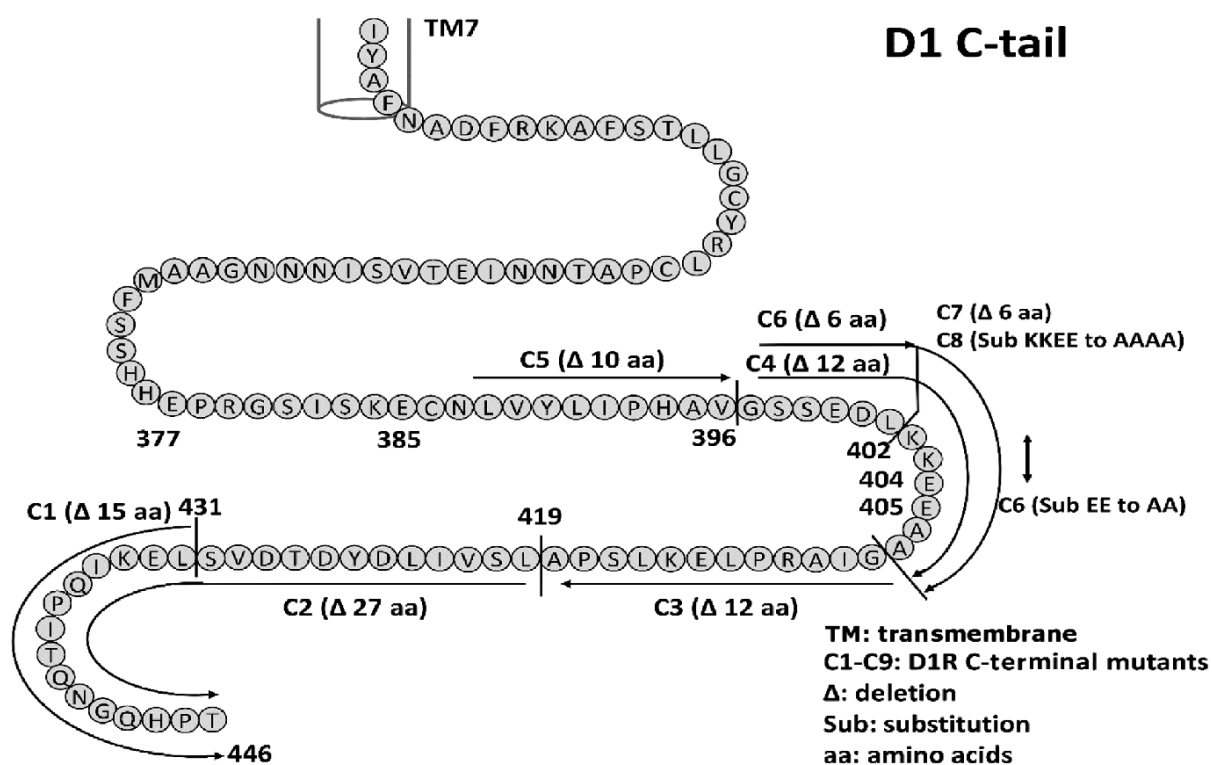 D1 C-tail
TM7
I
Y
A
F
N A D F R K A F S T L
L
G
C
Y
R
M A A G N N N I S V T E I N N T A P C L
F
S
S
H
H
C6 (Δ 6 aa)
C7 (Δ 6 aa)
C8 (Sub KKEE to AAAA)
C5 (Δ 10 aa)
C4 (Δ 12 aa)
E P R G S I S K E C N L V Y L I P H A V G S S E D L
K
K
E
E
A
A
377
385
396
402
404
405
C6 (Sub EE to AA)
C1 (Δ 15 aa)
431
419
I K E L S V D T D Y D L I V S L A P S L K E L P R A I G
Q
P
I
T
Q
N
G Q H P T
C2 (Δ 27 aa)
C3 (Δ 12 aa)
446
TM: transmembrane
C1-C9: D1R C-terminal mutants
Δ: deletion
Sub: substitution
aa: amino acids